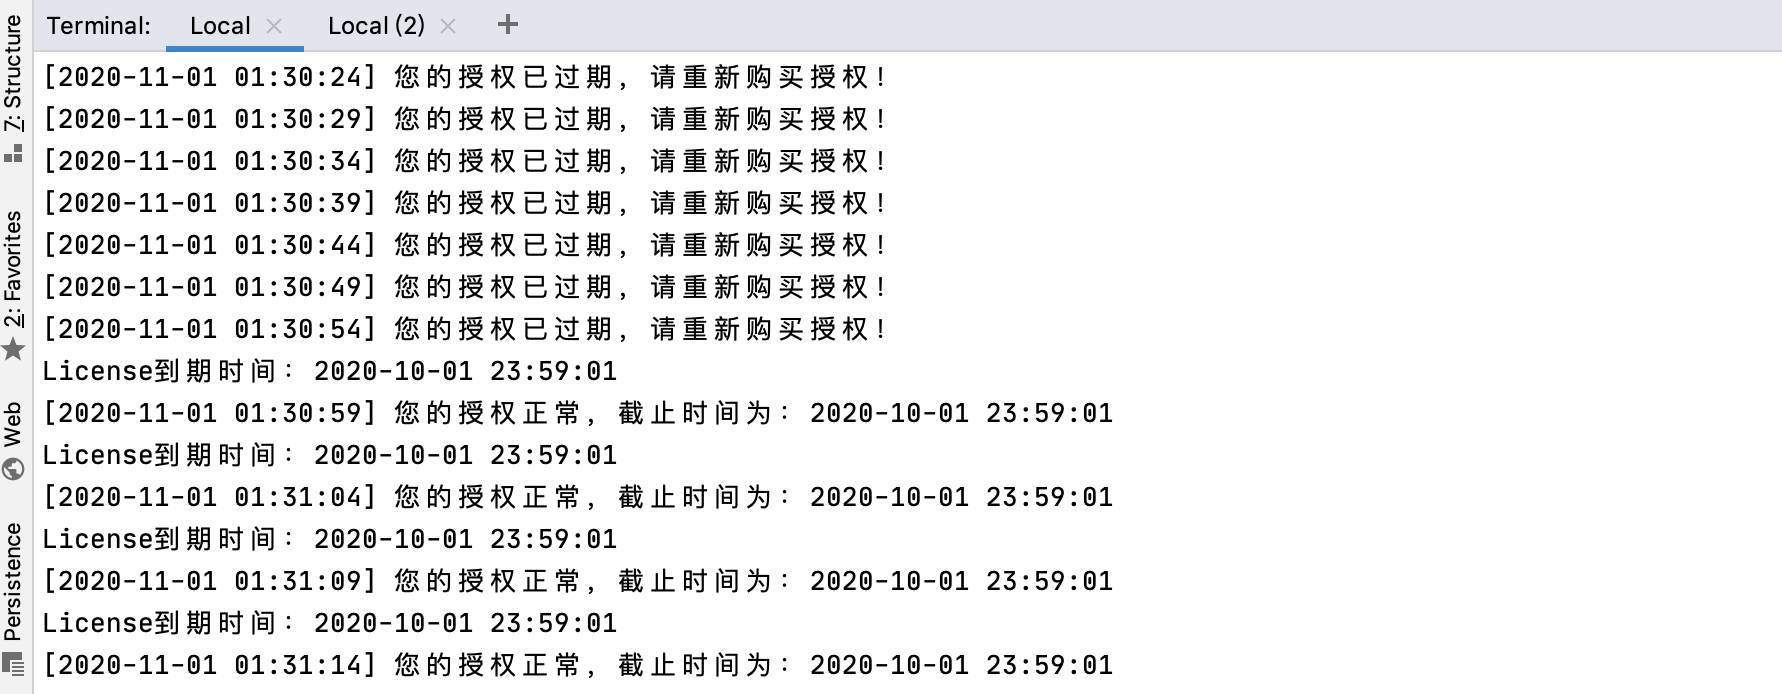 Terminal: Local × Local (2) × +
7: Structure
2: Favorites
Web
Persistence
[2020-11-01 01:30:24] 您的授权已过期，请重新购买授权！
[2020-11-01 01:30:29] 您的授权已过期，请重新购买授权！
[2020-11-01 01:30:34] 您的授权已过期，请重新购买授权！
[2020-11-01 01:30:39] 您的授权已过期，请重新购买授权！
[2020-11-01 01:30:44] 您的授权已过期，请重新购买授权！
[2020-11-01 01:30:49] 您的授权已过期，请重新购买授权！
[2020-11-01 01:30:54] 您的授权已过期，请重新购买授权！
License到期时间：2020-10-01 23:59:01
[2020-11-01 01:30:59] 您的授权正常，截止时间为：2020-10-01 23:59:01
License到期时间：2020-10-01 23:59:01
[2020-11-01 01:31:04] 您的授权正常，截止时间为：2020-10-01 23:59:01
License到期时间：2020-10-01 23:59:01
[2020-11-01 01:31:09] 您的授权正常，截止时间为：2020-10-01 23:59:01
License到期时间：2020-10-01 23:59:01
[2020-11-01 01:31:14] 您的授权正常，截止时间为：2020-10-01 23:59:01